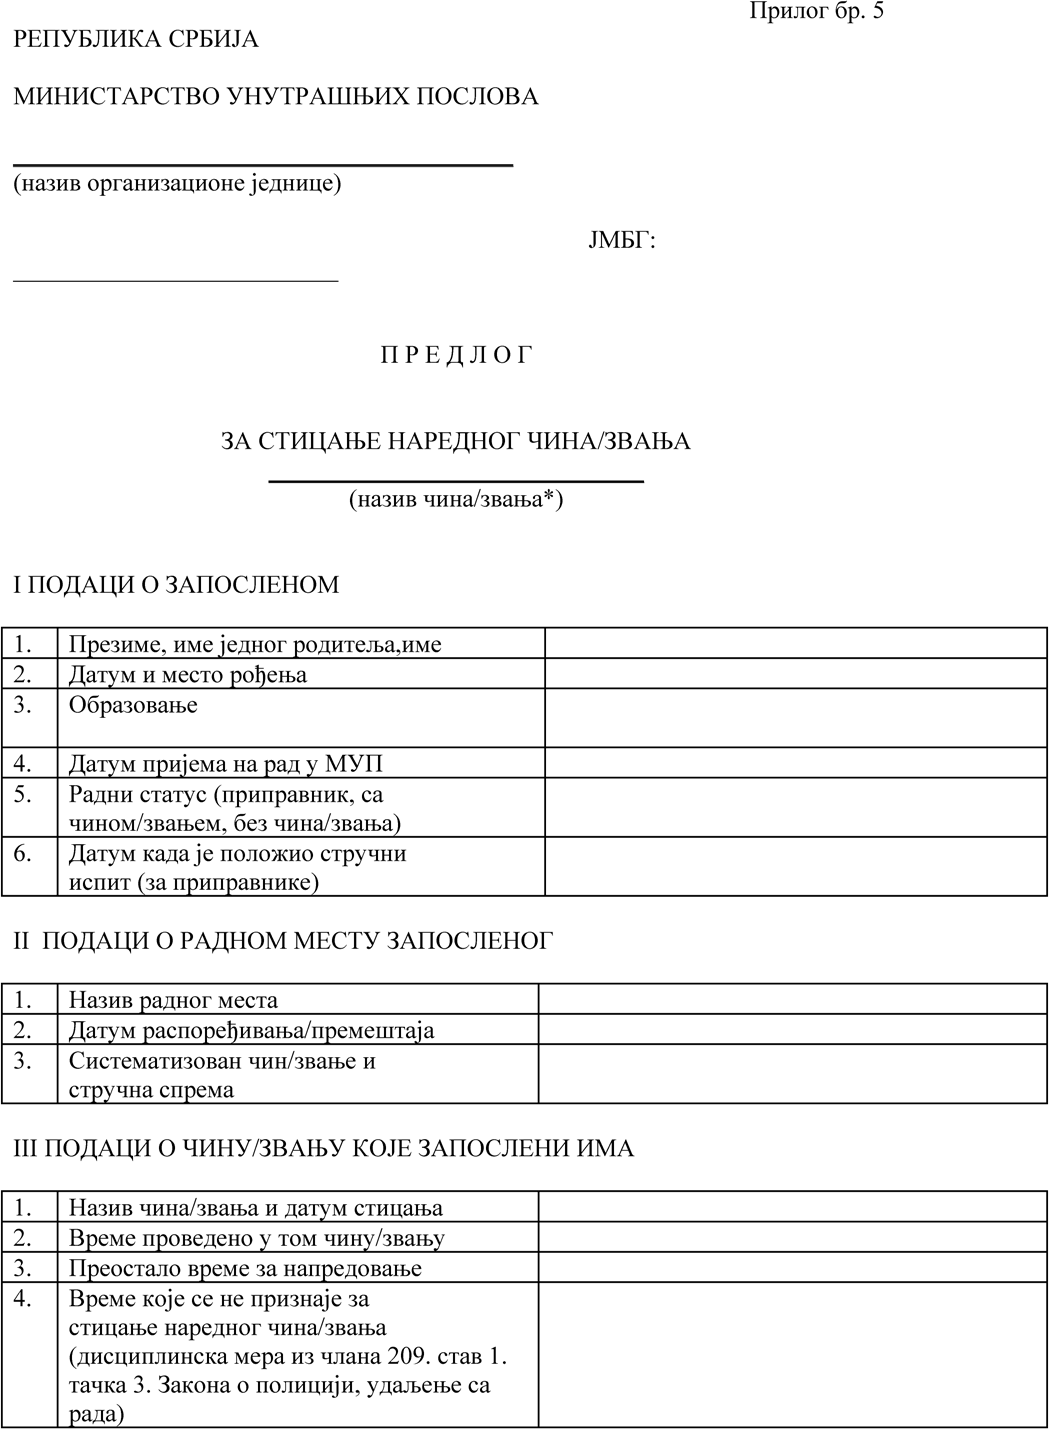 Прилог бр. 5
РЕПУБЛИКА СРБИЈА
МИНИСТАРСТВО УНУТРАШЊИХ ПОСЛОВА
(назив организационе једнице)
ЈМБГ:
П Р Е Д Л О Г
ЗА СТИЦАЊЕ НАРЕДНОГ ЧИНА/ЗВАЊА
(назив чина/звања*)
I ПОДАЦИ О ЗАПОСЛЕНОМ
1. Презиме, име једног родитеља,име
2. Датум и место рођења
3. Образовање
4. Датум пријема на рад у МУП
5. Радни статус (приправник, са
чином/звањем, без чина/звања)
6. Датум када је положио стручни
испит (за приправнике)
II ПОДАЦИ О РАДНОМ МЕСТУ ЗАПОСЛЕНОГ
1. Назив радног места
2. Датум распоређивања/премештаја
3. Систематизован чин/звање и
стручна спрема
III ПОДАЦИ О ЧИНУ/ЗВАЊУ КОЈЕ ЗАПОСЛЕНИ ИМА
1. Назив чина/звања и датум стицања
2. Време проведено у том чину/звању
3. Преостало време за напредовање
4. Време које се не признаје за
стицање наредног чина/звања
(дисциплинска мера из члана 209. став 1.
тачка 3. Закона о полицији, удаљење са
рада)